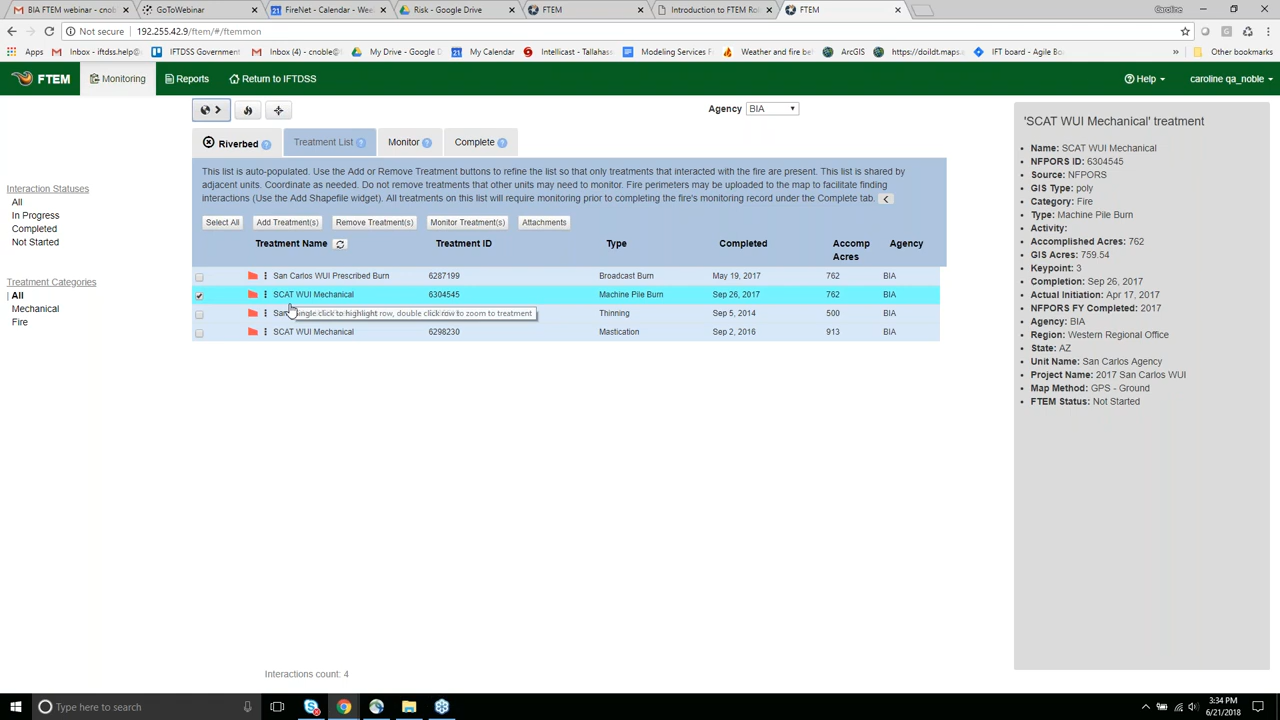 BIA FTEM webinar - cnob
GoToWebinar
FireNet - Calendar - Wee
Risk - Google Drive
FTEM
Introduction to FTEM Ro
FTEM
Caroline
Not secure | 192.255.42.9/ftem/#/ftemmon
Apps
Inbox - iftdss.help@
IFTDSS Government
Inbox (4) - cnoble@
My Drive - Google D
My Calendar
Intellicast - Tallahass
Modeling Services F
Weather and fire be
ArcGIS
https://doildt.maps.a
IFT board - Agile Boa
»
Other bookmarks
FTEM
Monitoring
Reports
Return to IFTDSS
Help
caroline qa_noble
Agency
BIA
Riverbed
Treatment List
Monitor
Complete
This list is auto-populated. Use the Add or Remove Treatment buttons to refine the list so that only treatments that interacted with the fire are present. This list is shared by
adjacent units. Coordinate as needed. Do not remove treatments that other units may need to monitor. Fire perimeters may be uploaded to the map to facilitate finding
interactions (Use the Add Shapefile widget). All treatments on this list will require monitoring prior to completing the fire's monitoring record under the Complete tab.
Interaction Statuses
All
In Progress
Completed
Not Started
Treatment Categories
All
Mechanical
Fire
Select All
Add Treatment(s)
Remove Treatment(s)
Monitor Treatment(s)
Attachments
Treatment Name
Treatment ID
Type
Completed
Accomp Acres
Agency
San Carlos WUI Prescribed Burn 6287199 Broadcast Burn May 19, 2017 762 BIA
SCAT WUI Mechanical 6304545 Machine Pile Burn Sep 26, 2017 762 BIA
San Thinning Sep 5, 2014 500 BIA
Single click to highlight row, double click row to zoom to treatment
SCAT WUI Mechanical 6298230 Mastication Sep 2, 2016 913 BIA
Interactions count: 4
'SCAT WUI Mechanical' treatment
Name: SCAT WUI Mechanical
NFPORS ID: 6304545
Source: NFPORS
GIS Type: poly
Category: Fire
Type: Machine Pile Burn
Activity:
Accomplished Acres: 762
GIS Acres: 759.54
Keypoint: 3
Completion: Sep 26, 2017
Actual Initiation: Apr 17, 2017
NFPORS FY Completed: 2017
Agency: BIA
Region: Western Regional Office
State: AZ
Unit Name: San Carlos Agency
Project Name: 2017 San Carlos WUI
Map Method: GPS - Ground
FTEM Status: Not Started
Type here to search
3:34 PM
6/21/2018